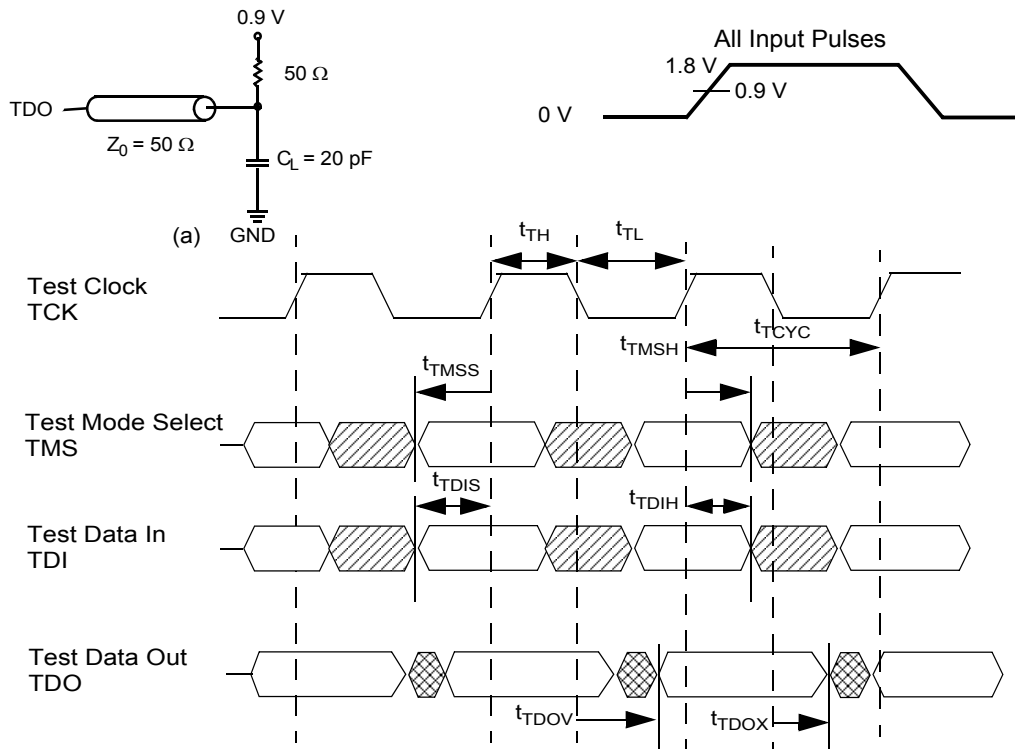 0.9 V
50 Ω
TDO
Z0 = 50 Ω
CL = 20 pF
(a)
GND
All Input Pulses
1.8 V
0.9 V
0 V
tTH
tTL
Test Clock
TCK
tTCYC
tTMSH
tTMSS
Test Mode Select
TMS
tTDIS
tTDIH
Test Data In
TDI
Test Data Out
TDO
tTDOV
tTDOX